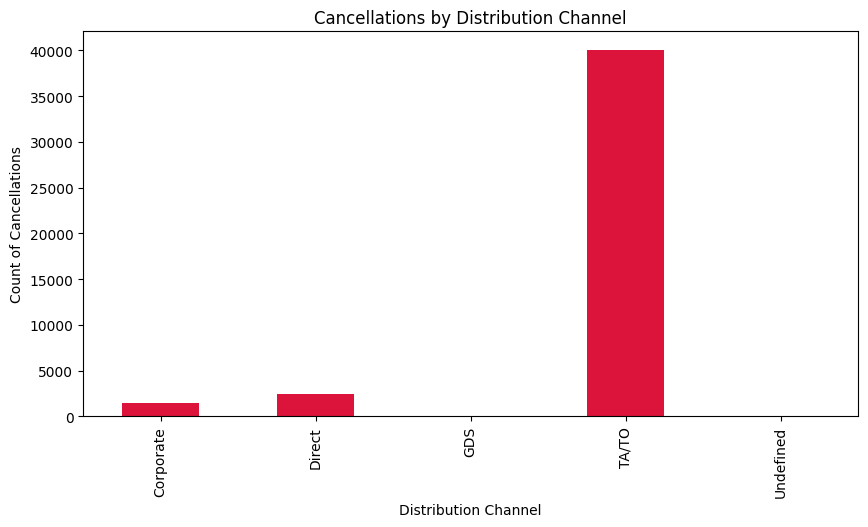 Cancellations by Distribution Channel
40000
35000
30000
25000
20000
15000
10000
5000
0
Count of Cancellations
Corporate
Direct
GDS
TA/TO
Undefined
Distribution Channel